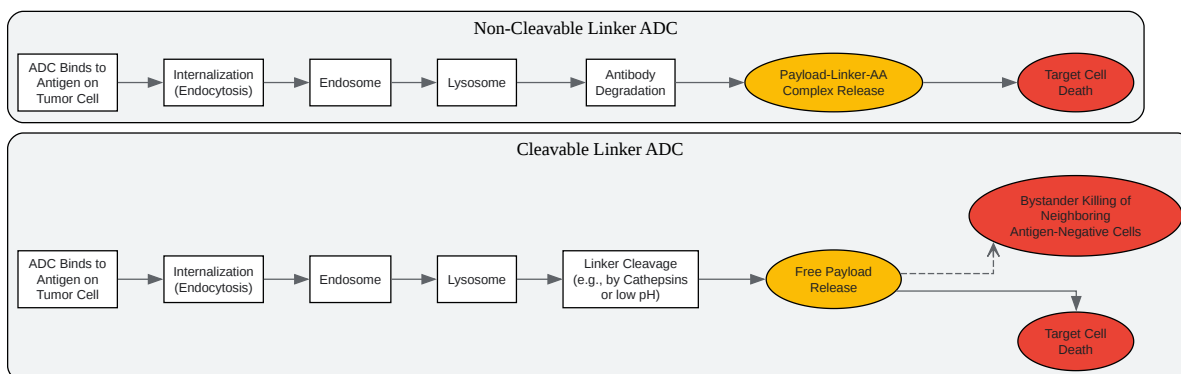 Non-Cleavable Linker ADC
ADC Binds to
Antigen on
Tumor Cell
Internalization
(Endocytosis)
Endosome
Lysosome
Antibody
Degradation
Payload-Linker-AA
Complex Release
Target Cell
Death
Cleavable Linker ADC
ADC Binds to
Antigen on
Tumor Cell
Internalization
(Endocytosis)
Endosome
Lysosome
Linker Cleavage
(e.g., by Cathepsins
or low pH)
Free Payload
Release
Bystander Killing of
Neighboring
Antigen-Negative Cells
Target Cell
Death